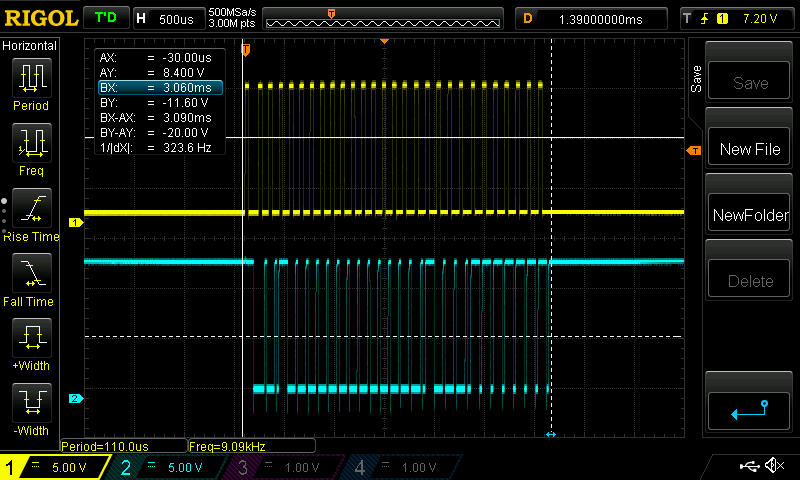 RIGOL T'D H 500us 500MSa/s 3.00M pts T D 1.39000000ms T 1 7.20 V
Horizontal
Period
Freq
Rise Time
Fall Time
+Width
-Width
AX: = -30.00us
AY: = 8.400 V
BX: = 3.060ms
BY: = -11.60 V
BX-AX: = 3.090ms
BY-AY: = -20.00 V
1/|dX|: = 323.6 Hz
T
1
2
T
Save
Save
New File
NewFolder
Delete
Period=110.0us Freq=9.09kHz
1 = 5.00 V 2 = 5.00 V 3 = 1.00 V 4 = 1.00 V